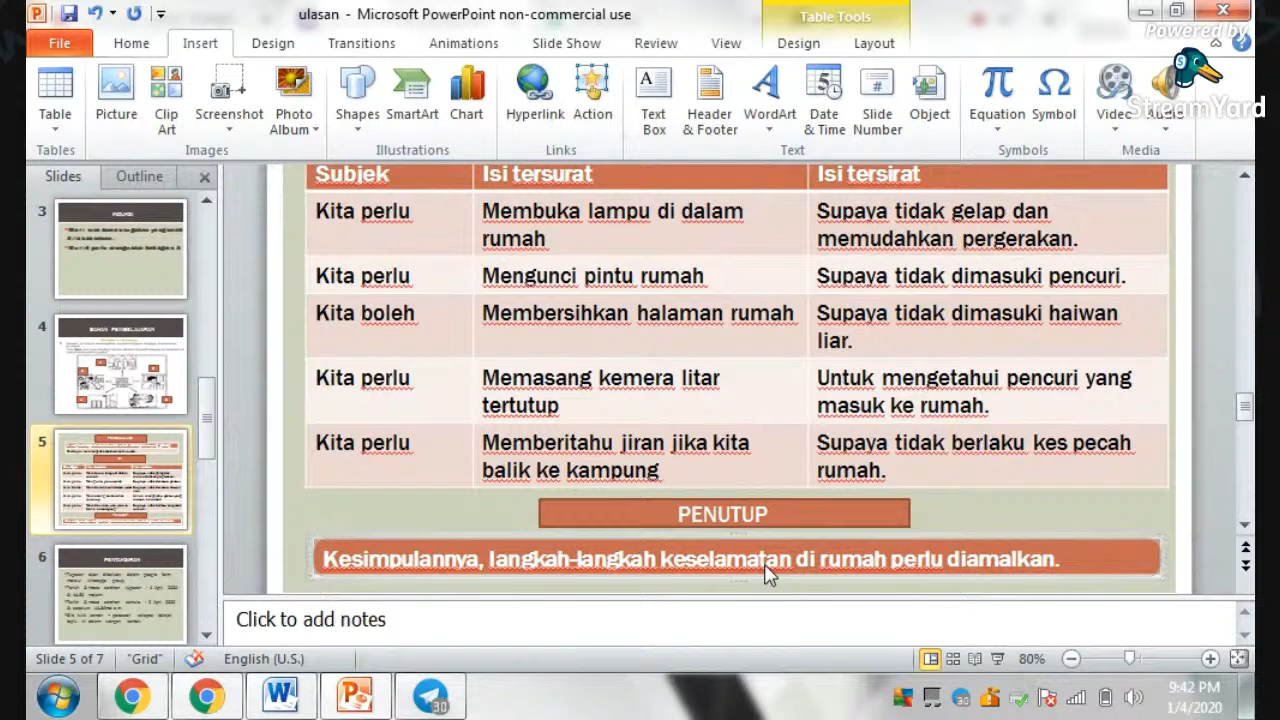 ulasan - Microsoft PowerPoint non-commercial use
Table Tools
Powered by
StreamYard
File Home Insert Design Transitions Animations Slide Show Review View Design Layout
Table Picture Clip Art Screenshot Photo Album Shapes SmartArt Chart Hyperlink Action Text Box Header & Footer WordArt Date & Time Slide Number Object Equation Symbol Video Audio
Tables Images Illustrations Links Text Symbols Media
Slides Outline
3
4
5
6
Subjek Isi tersurat Isi tersirat
Kita perlu Membuka lampu di dalam Supaya tidak gelap dan
rumah memudahkan pergerakan.
Kita perlu Mengunci pintu rumah Supaya tidak dimasuki pencuri.
Kita boleh Membersihkan halaman rumah Supaya tidak dimasuki haiwan
liar.
Kita perlu Memasang kemera litar Untuk mengetahui pencuri yang
tertutup masuk ke rumah.
Kita perlu Memberitahu jiran jika kita Supaya tidak berlaku kes pecah
balik ke kampung rumah.
PENUTUP
Kesimpulannya, langkah-langkah keselamatan di rumah perlu diamalkan.
Click to add notes
Slide 5 of 7 "Grid" English (U.S.) 80%
30
30
9:42 PM
1/4/2020